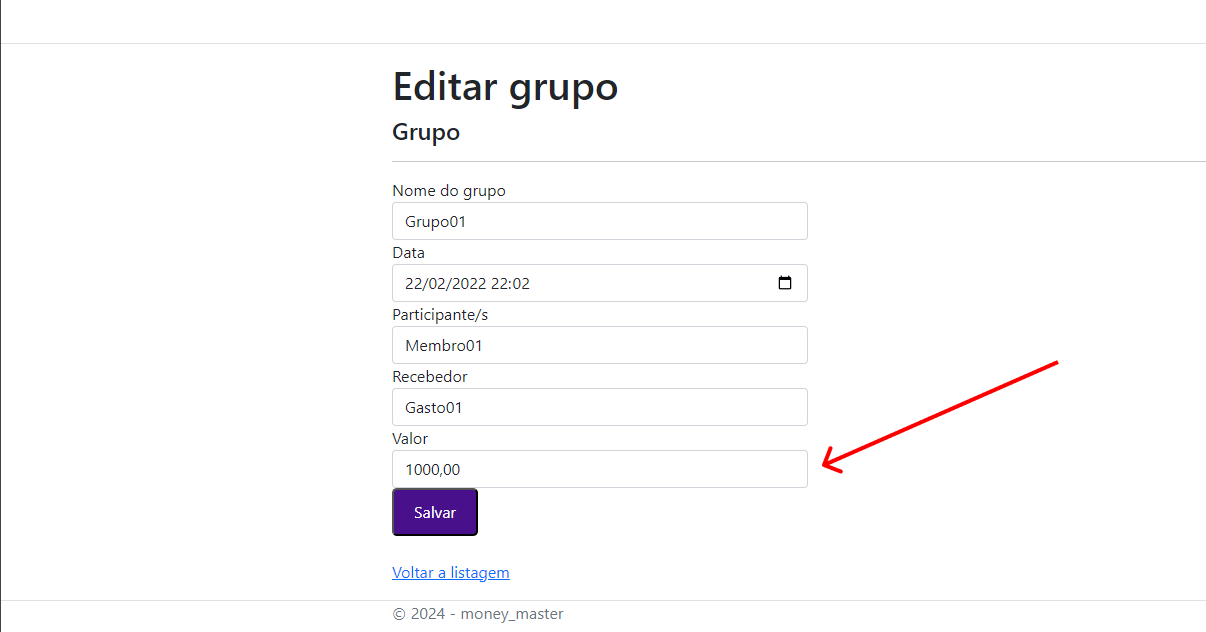 Editar grupo
Grupo
Nome do grupo
Grupo01
Data
22/02/2022 22:02
Participante/s
Membro01
Recebedor
Gasto01
Valor
1000,00
Salvar
Voltar a listagem
© 2024 - money_master